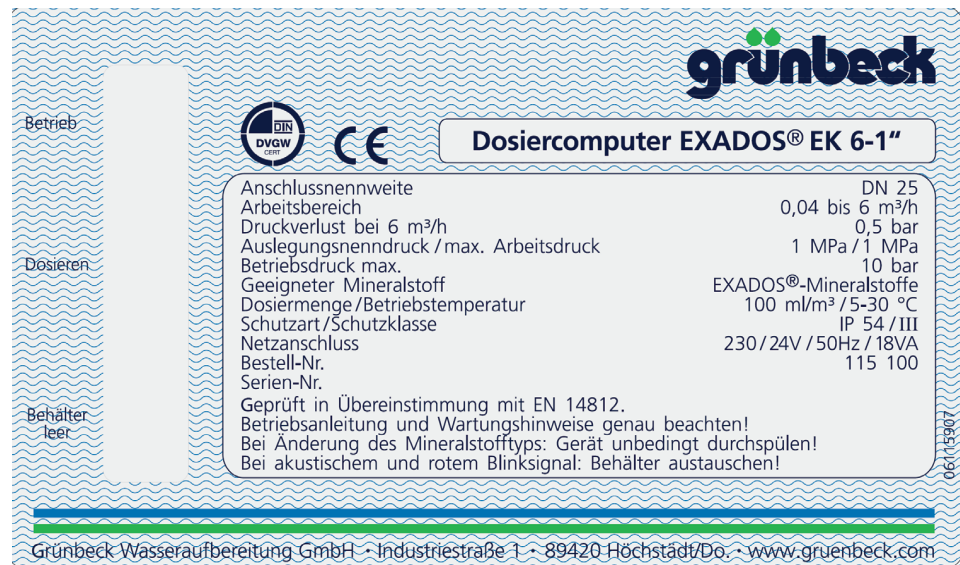 grünbeck
Betrieb
DIN
DVGW
CERT
CE
Dosiercomputer EXADOS® EK 6-1“
Anschlussnennweite DN 25
Arbeitsbereich 0,04 bis 6 m³/h
Druckverlust bei 6 m³/h 0,5 bar
Auslegungsnenndruck/max. Arbeitsdruck 1 MPa/1 MPa
Betriebsdruck max. 10 bar
Geeigneter Mineralstoff EXADOS®-Mineralstoffe
Dosiermenge/Betriebstemperatur 100 ml/m³/5-30 °C
Schutzart/Schutzklasse IP 54/III
Netzanschluss 230/24V/50Hz/18VA
Bestell-Nr. 115 100
Serien-Nr.
Geprüft in Übereinstimmung mit EN 14812.
Betriebsanleitung und Wartungshinweise genau beachten!
Bei Änderung des Mineralstofftyps: Gerät unbedingt durchspülen!
Bei akustischem und rotem Blinksignal: Behälter austauschen!
Dosieren
Behälter
leer
06115907
Grünbeck Wasseraufbereitung GmbH · Industriestraße 1 · 89420 Höchstädt/Do. · www.gruenbeck.com